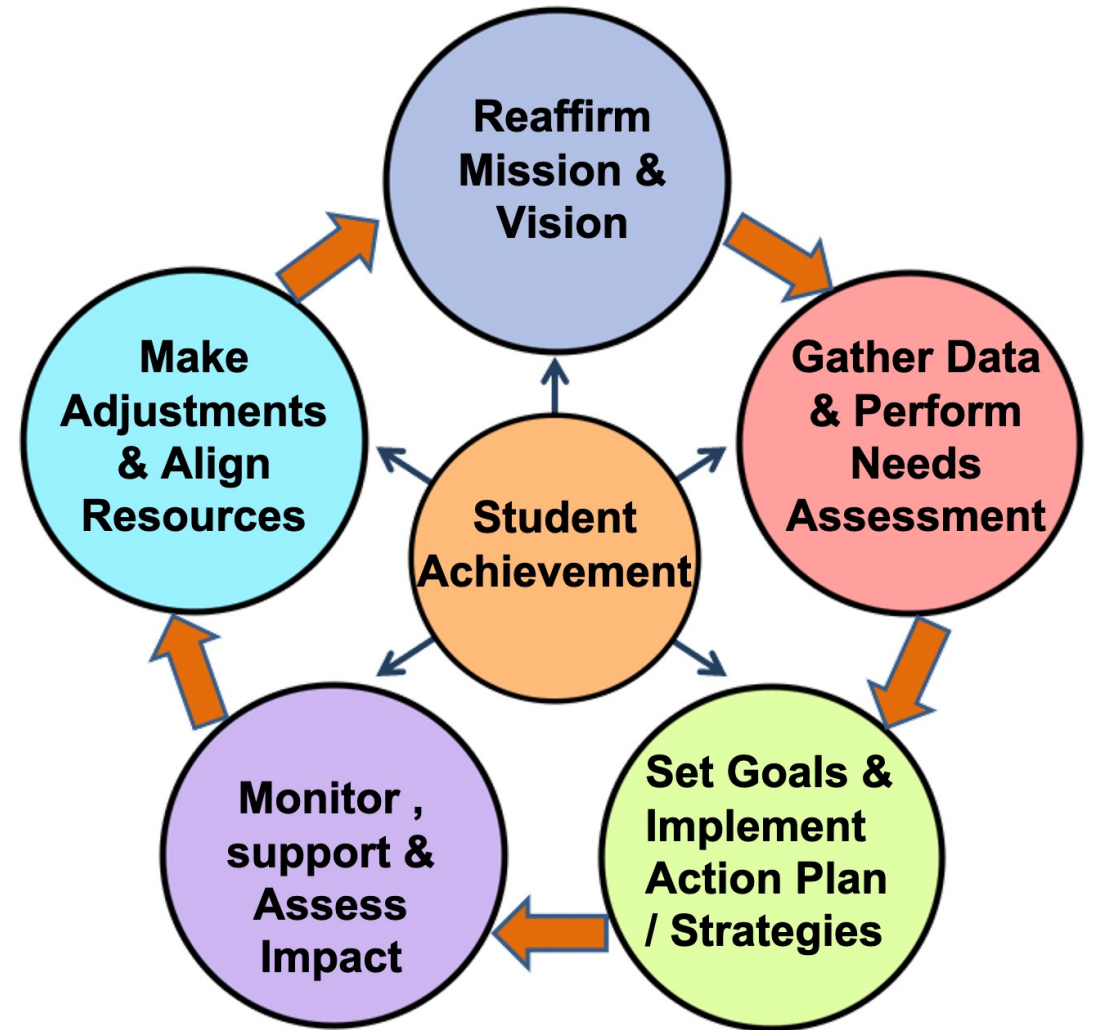 Reaffirm
Mission &
Vision
Gather Data
& Perform
Needs
Assessment
Set Goals &
Implement
Action Plan
/ Strategies
Monitor ,
support &
Assess
Impact
Make
Adjustments
& Align
Resources
Student
Achievement